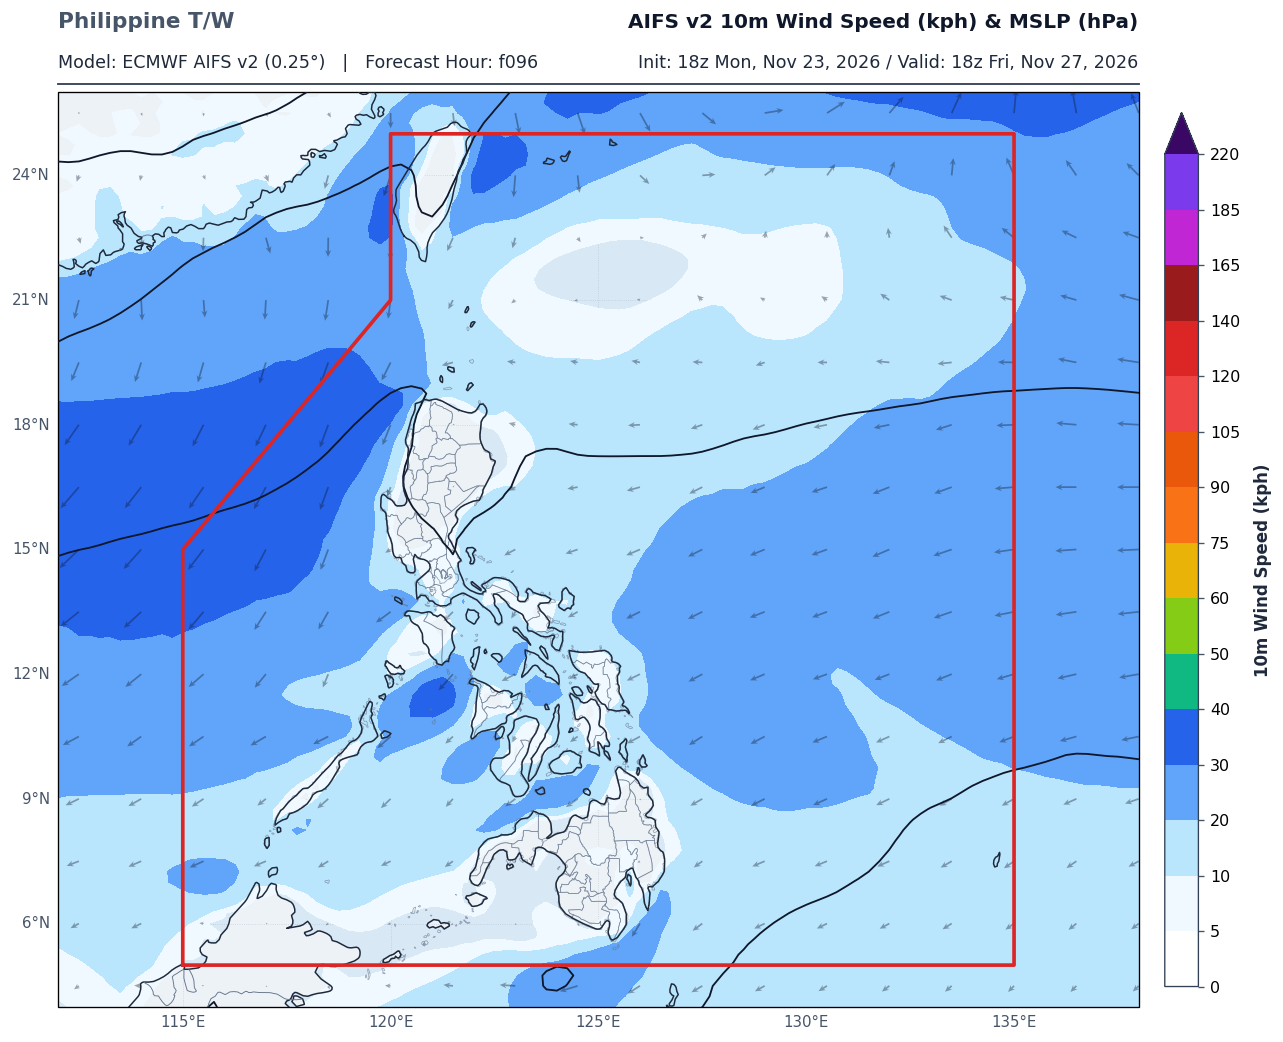 Philippine T/W
AIFS v2 10m Wind Speed (kph) & MSLP (hPa)
Model: ECMWF AIFS v2 (0.25°) | Forecast Hour: f096
Init: 18z Mon, Nov 23, 2026 / Valid: 18z Fri, Nov 27, 2026
24°N
21°N
18°N
15°N
12°N
9°N
6°N
115°E
120°E
125°E
130°E
135°E
220
185
165
140
120
105
90
75
60
50
40
30
20
10
5
0
10m Wind Speed (kph)